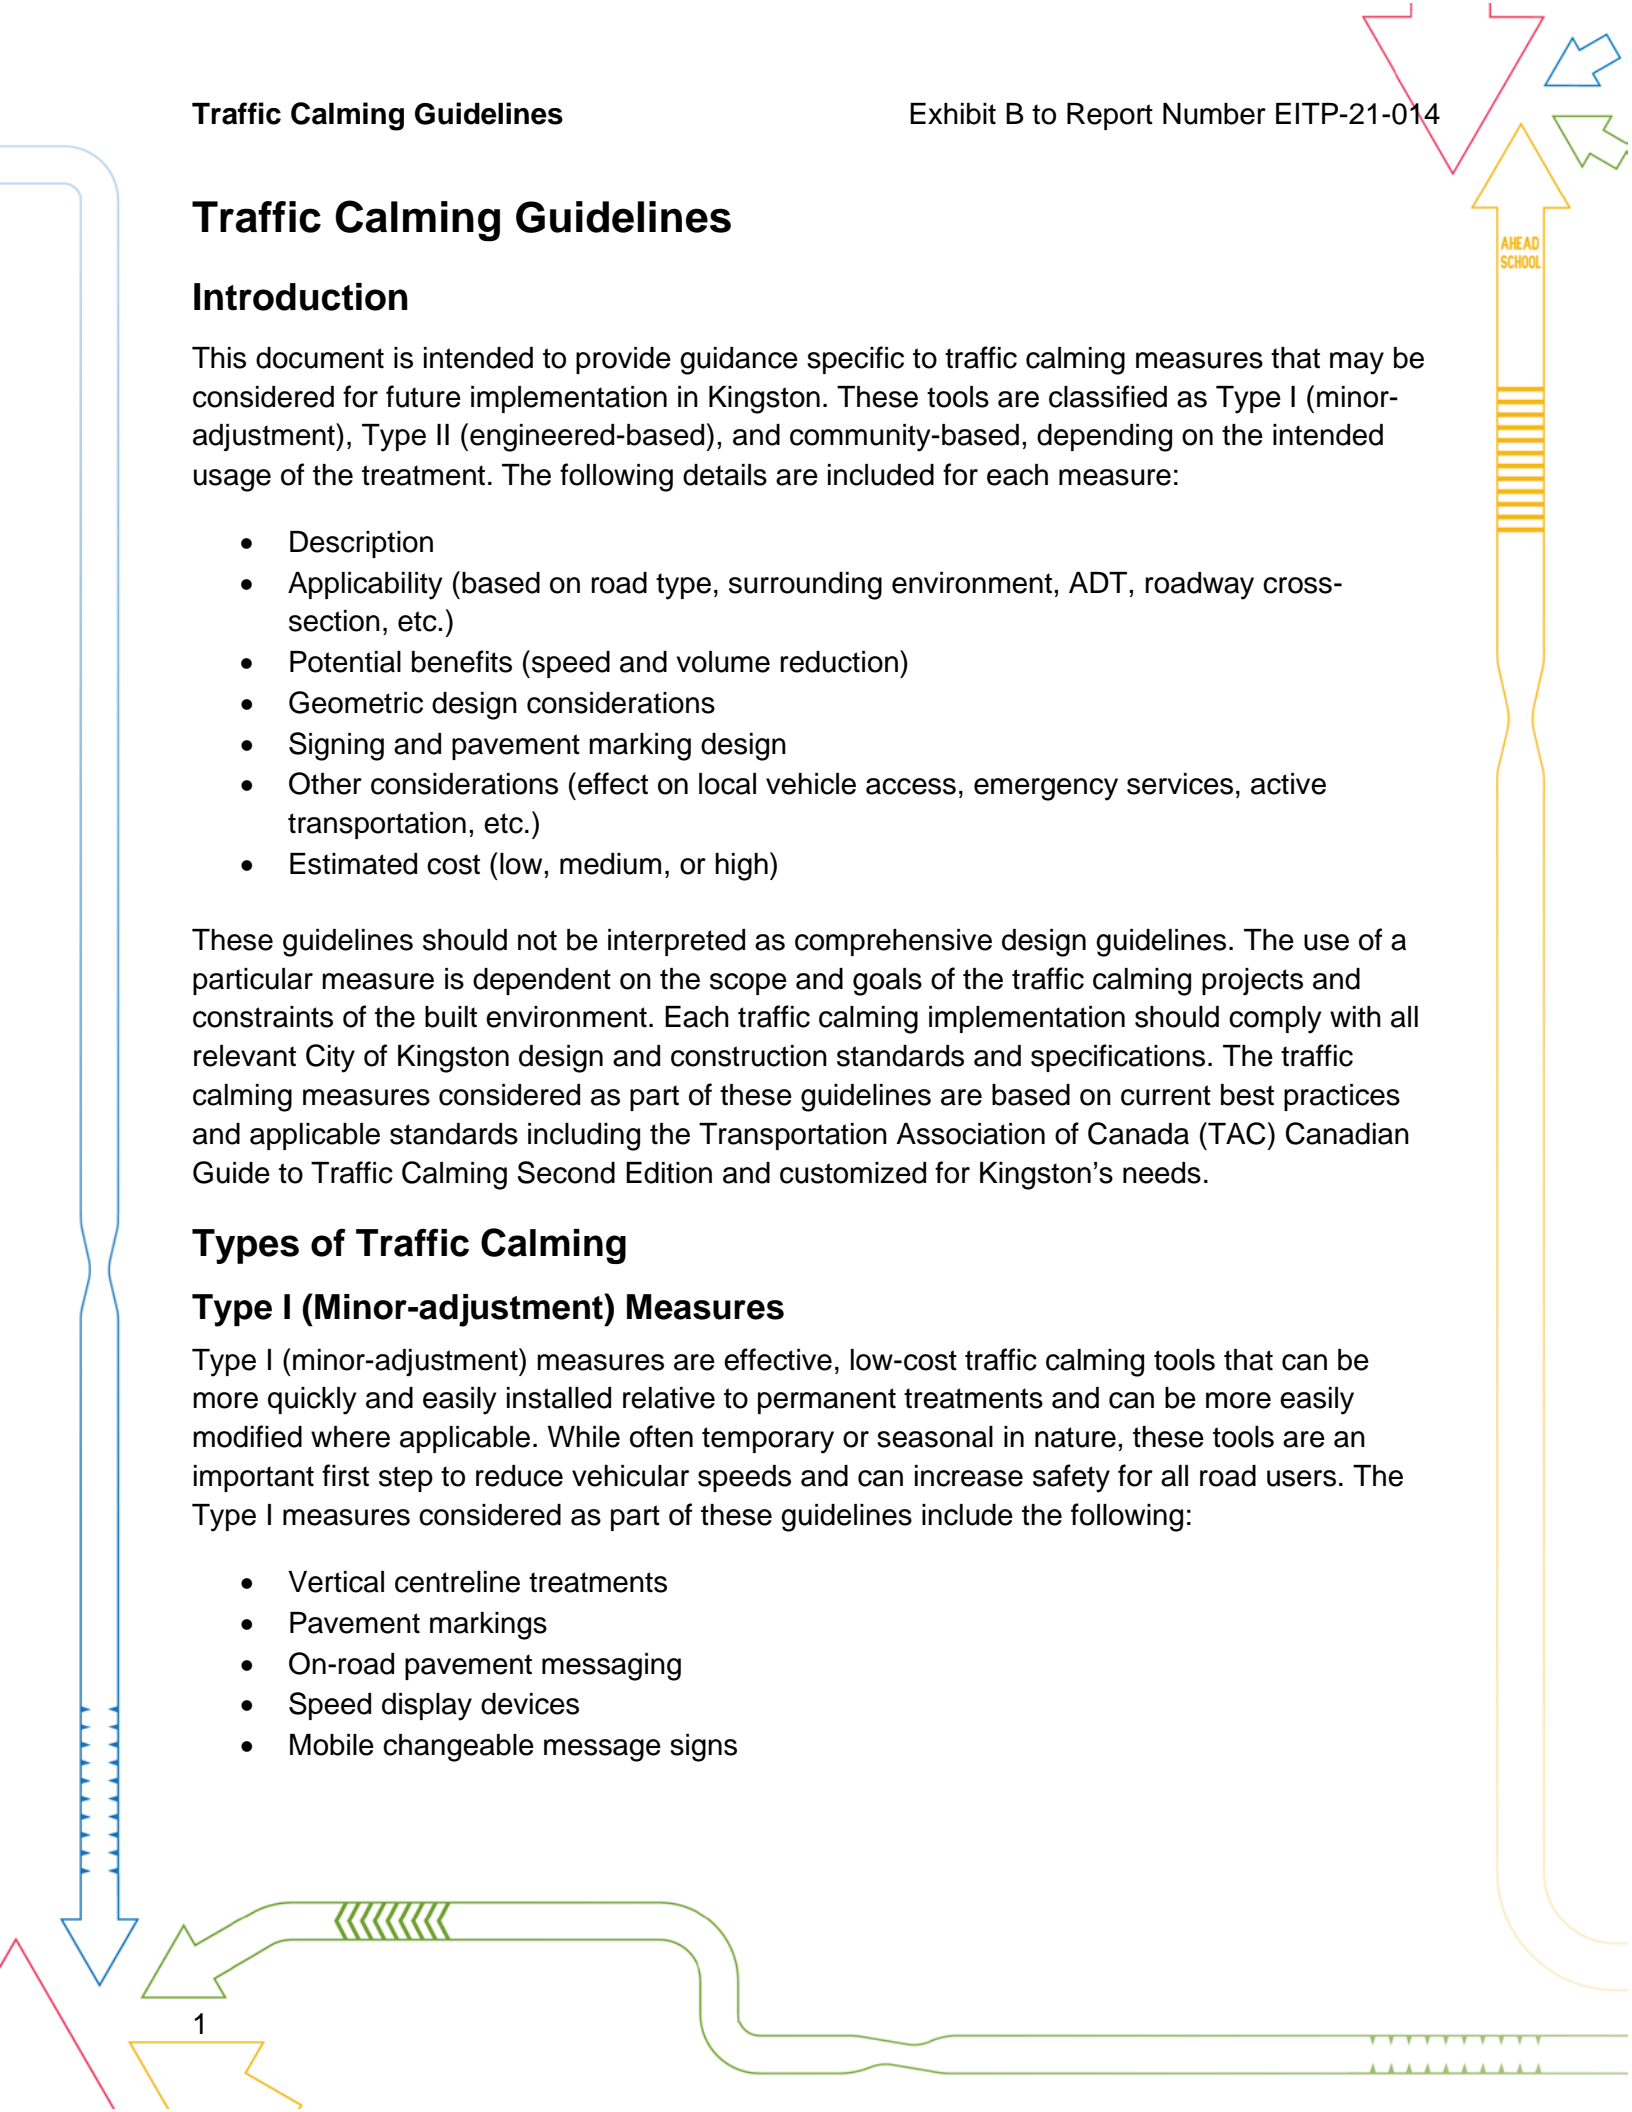 Traffic Calming Guidelines Exhibit B to Report Number EITP-21-014
AHEAD
SCHOOL
Traffic Calming Guidelines
Introduction
This document is intended to provide guidance specific to traffic calming measures that may be
considered for future implementation in Kingston. These tools are classified as Type I (minor-
adjustment), Type II (engineered-based), and community-based, depending on the intended
usage of the treatment. The following details are included for each measure:
• Description
• Applicability (based on road type, surrounding environment, ADT, roadway cross-
section, etc.)
• Potential benefits (speed and volume reduction)
• Geometric design considerations
• Signing and pavement marking design
• Other considerations (effect on local vehicle access, emergency services, active
transportation, etc.)
• Estimated cost (low, medium, or high)
These guidelines should not be interpreted as comprehensive design guidelines. The use of a
particular measure is dependent on the scope and goals of the traffic calming projects and
constraints of the built environment. Each traffic calming implementation should comply with all
relevant City of Kingston design and construction standards and specifications. The traffic
calming measures considered as part of these guidelines are based on current best practices
and applicable standards including the Transportation Association of Canada (TAC) Canadian
Guide to Traffic Calming Second Edition and customized for Kingston’s needs.
Types of Traffic Calming
Type I (Minor-adjustment) Measures
Type I (minor-adjustment) measures are effective, low-cost traffic calming tools that can be
more quickly and easily installed relative to permanent treatments and can be more easily
modified where applicable. While often temporary or seasonal in nature, these tools are an
important first step to reduce vehicular speeds and can increase safety for all road users. The
Type I measures considered as part of these guidelines include the following:
• Vertical centreline treatments
• Pavement markings
• On-road pavement messaging
• Speed display devices
• Mobile changeable message signs
1